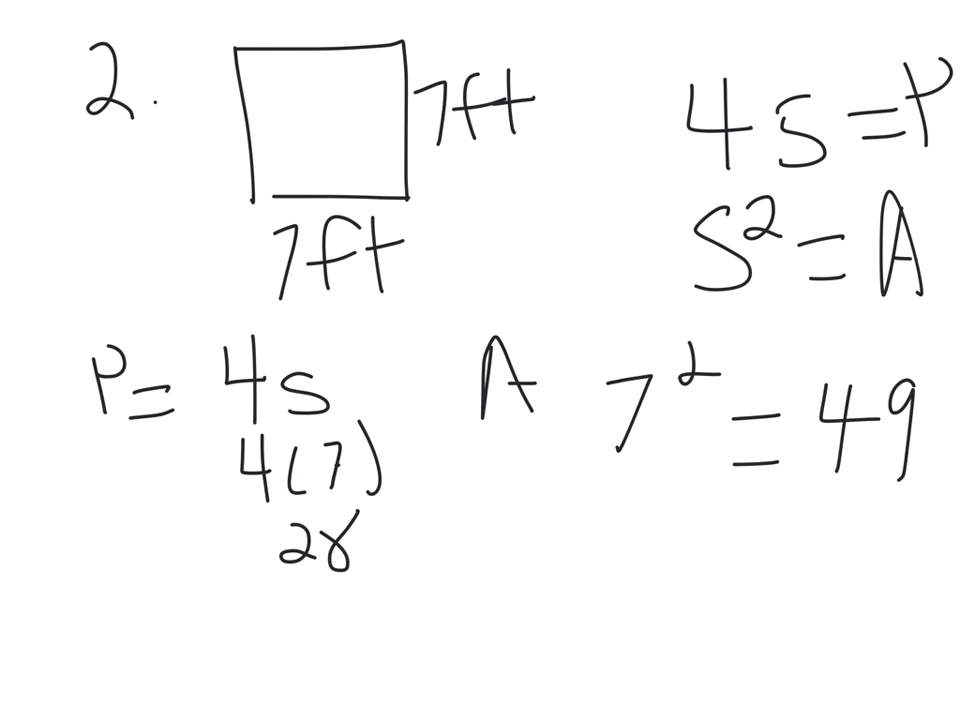 2.
7ft
7ft
4s=P
S²=A
P=4s
4(7)
28
A 7²=49